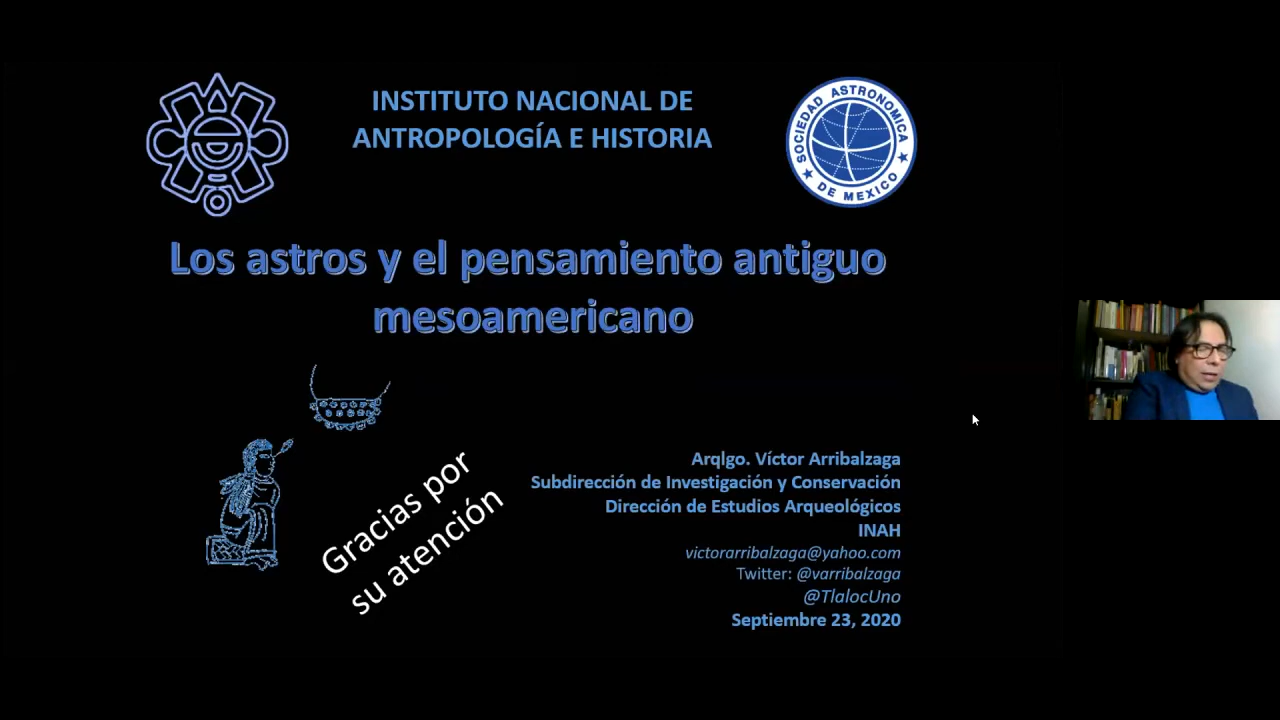 INSTITUTO NACIONAL DE
ANTROPOLOGÍA E HISTORIA
SOCIEDAD ASTRONOMICA
DE MEXICO
Los astros y el pensamiento antiguo
mesoamericano
Gracias por
su atención
Arqlgo. Víctor Arribalzaga
Subdirección de Investigación y Conservación
Dirección de Estudios Arqueológicos
INAH
victorarribalzaga@yahoo.com
Twitter: @varribalzaga
@TlalocUno
Septiembre 23, 2020